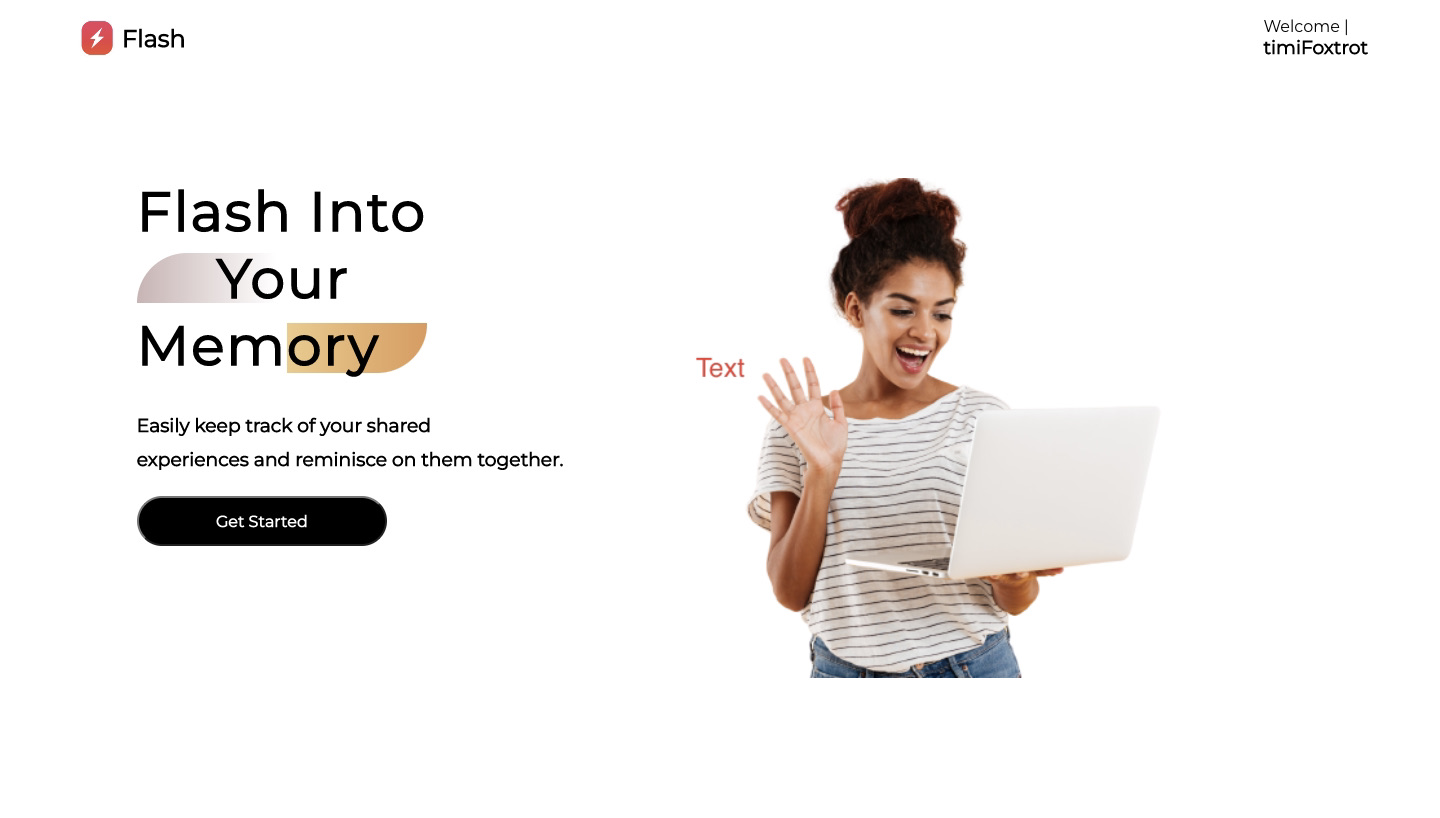 Flash
Welcome |
timiFoxtrot
Flash Into
Your
Memory
Text
Easily keep track of your shared
experiences and reminisce on them together.
Get Started